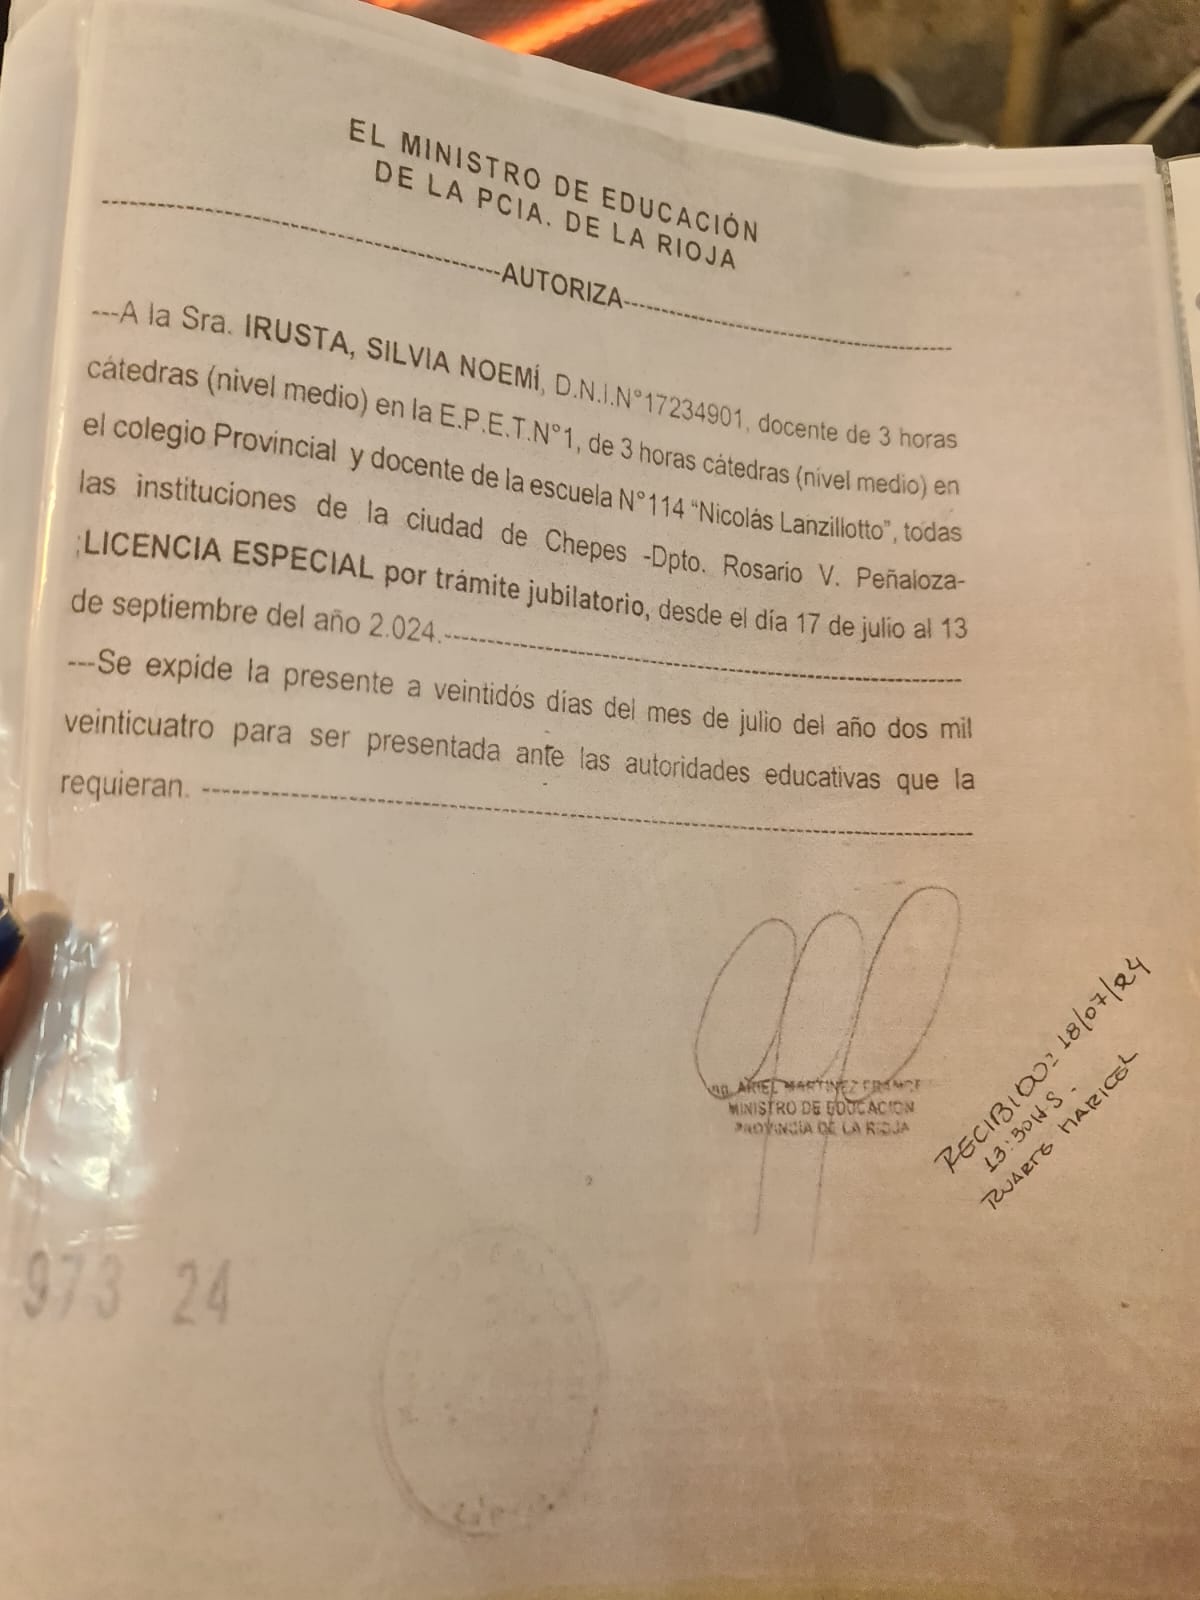 EL MINISTRO DE EDUCACIÓN
DE LA PCIA. DE LA RIOJA
---AUTORIZA---
---A la Sra. IRUSTA, SILVIA NOEMÍ, D.N.I.N°17234901, docente de 3 horas
cátedras (nivel medio) en la E.P.E.T.N°1, de 3 horas cátedras (nivel medio) en
el colegio Provincial y docente de la escuela N°114 “Nicolás Lanzillotto”, todas
las instituciones de la ciudad de Chepes -Dpto. Rosario V. Peñaloza-
;LICENCIA ESPECIAL por trámite jubilatorio, desde el día 17 de julio al 13
de septiembre del año 2.024.---
---Se expide la presente a veintidós días del mes de julio del año dos mil
veinticuatro para ser presentada ante las autoridades educativas que la
requieran. ---
ARIEL MARTINEZ
MINISTRO DE EDUCACION
PROVINCIA DE LA RIOJA
RECIBIDO: 18/07/24
13:30HS.
RUARTE MARICEL
973 24